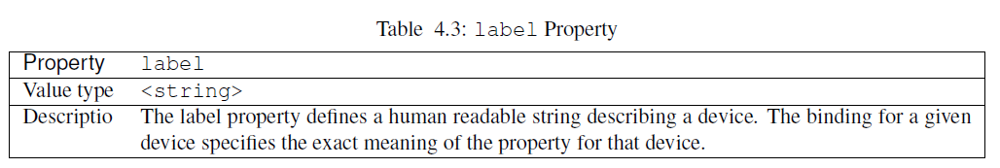 Table 4.3: label Property
Property label
Value type <string>
Descriptio The label property defines a human readable string describing a device. The binding for a given
device specifies the exact meaning of the property for that device.